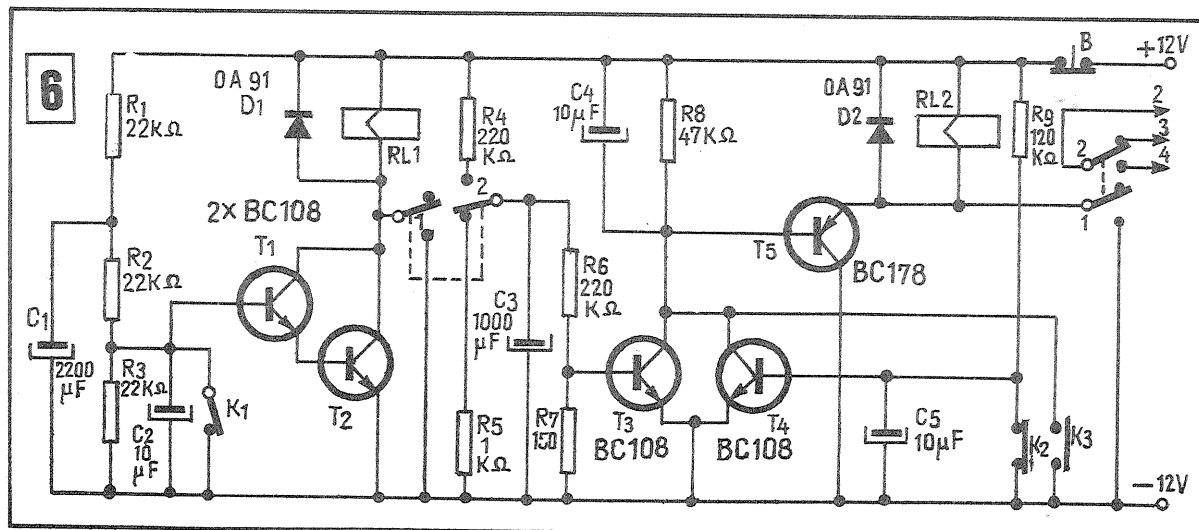 6
R1
22KΩ
C1
2200
µF
R2
22KΩ
R3
22KΩ
C2
10
µF
K1
0A 91
D1
RL1
2x BC108
T1
T2
1
2
R4
220
KΩ
R5
1
KΩ
C3
1000
µF
C4
10µF
R6
220
KΩ
R7
150
R8
47KΩ
T3
BC108
T4
BC108
T5
BC178
0A91
D2
RL2
R9
120
KΩ
C5
10µF
K2
K3
B
+12V
2
3
4
2
1
-12V